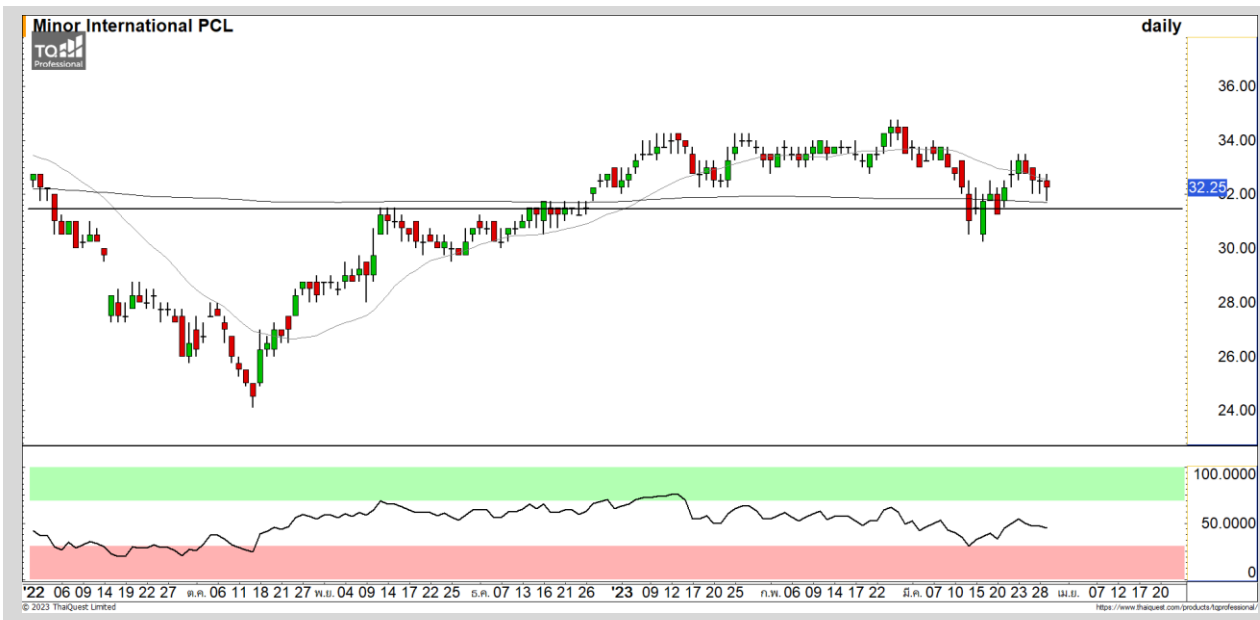 Minor International PCL
daily
TQ
Professional
36.00
34.00
32.25
32.00
30.00
28.00
26.00
24.00
100.0000
50.0000
0
'22 06 09 14 19 22 27 ต.ค. 06 11 18 21 27 พ.ย. 04 09 14 17 22 25 ธ.ค. 07 13 16 21 26 '23 09 12 17 20 25 ก.พ. 06 09 14 17 22 มี.ค. 07 10 15 20 23 28 เม.ย. 07 12 17 20
© 2023 ThaiQuest Limited
https://www.thaiquest.com/products/tqprofessional/